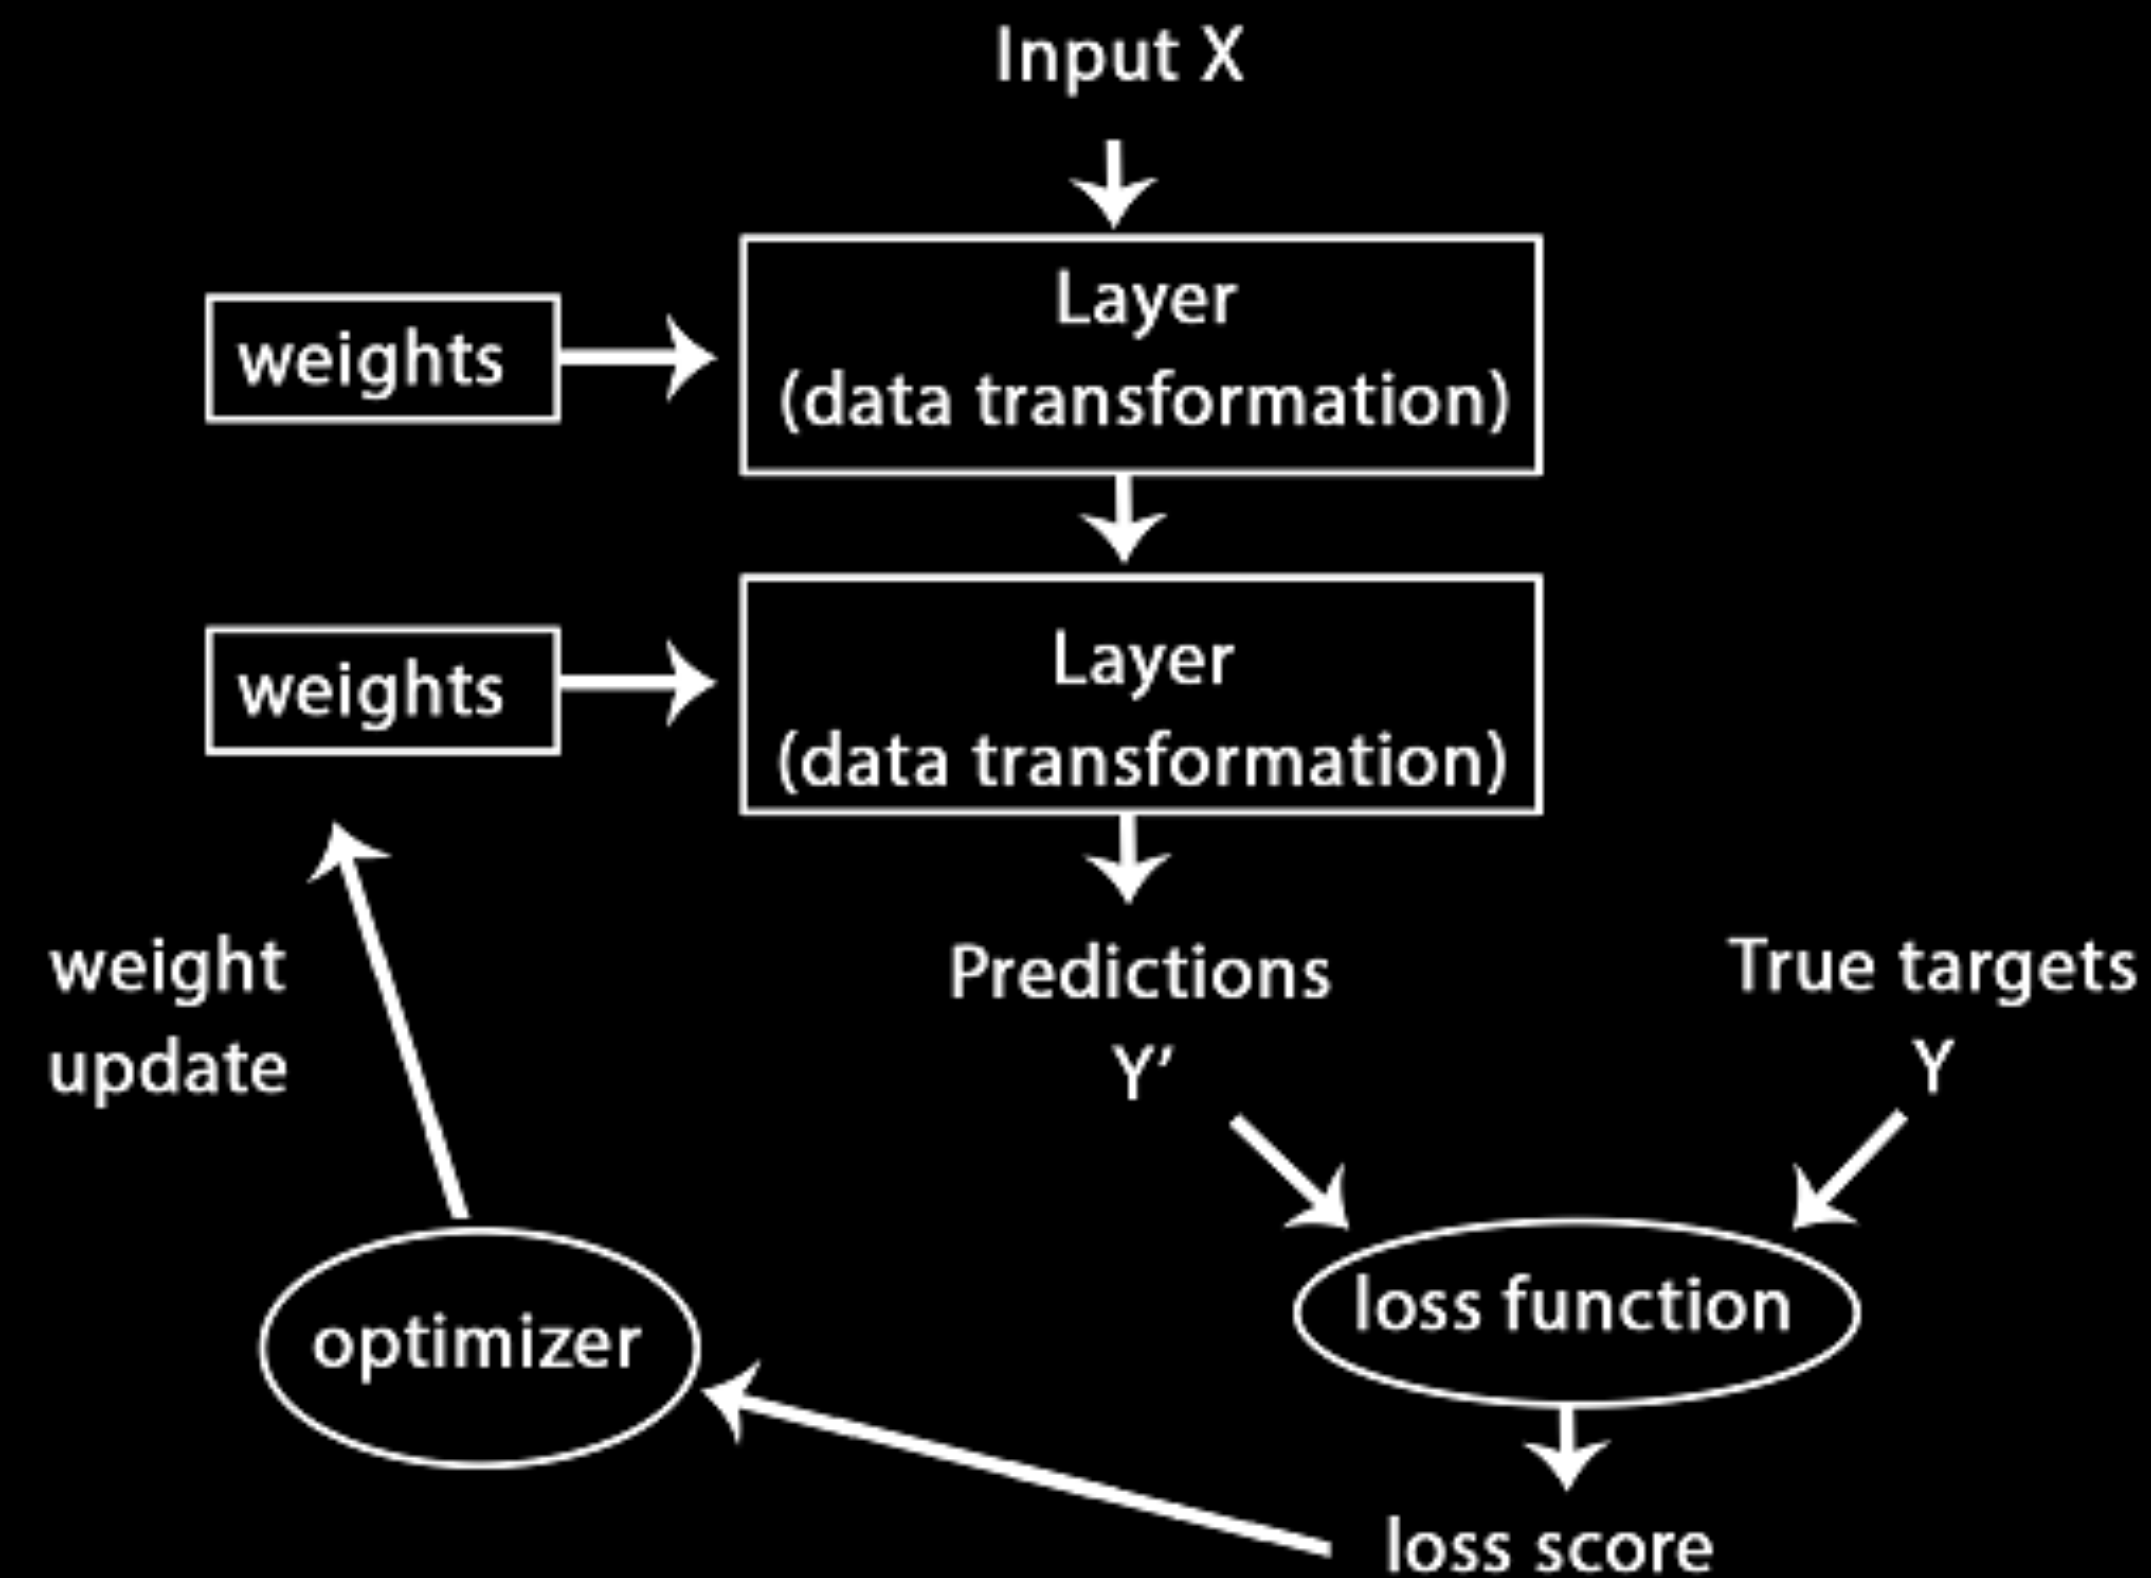 Input X
weights
Layer
(data transformation)
weights
Layer
(data transformation)
weight
update
Predictions
Y’
True targets
Y
optimizer
loss function
loss score